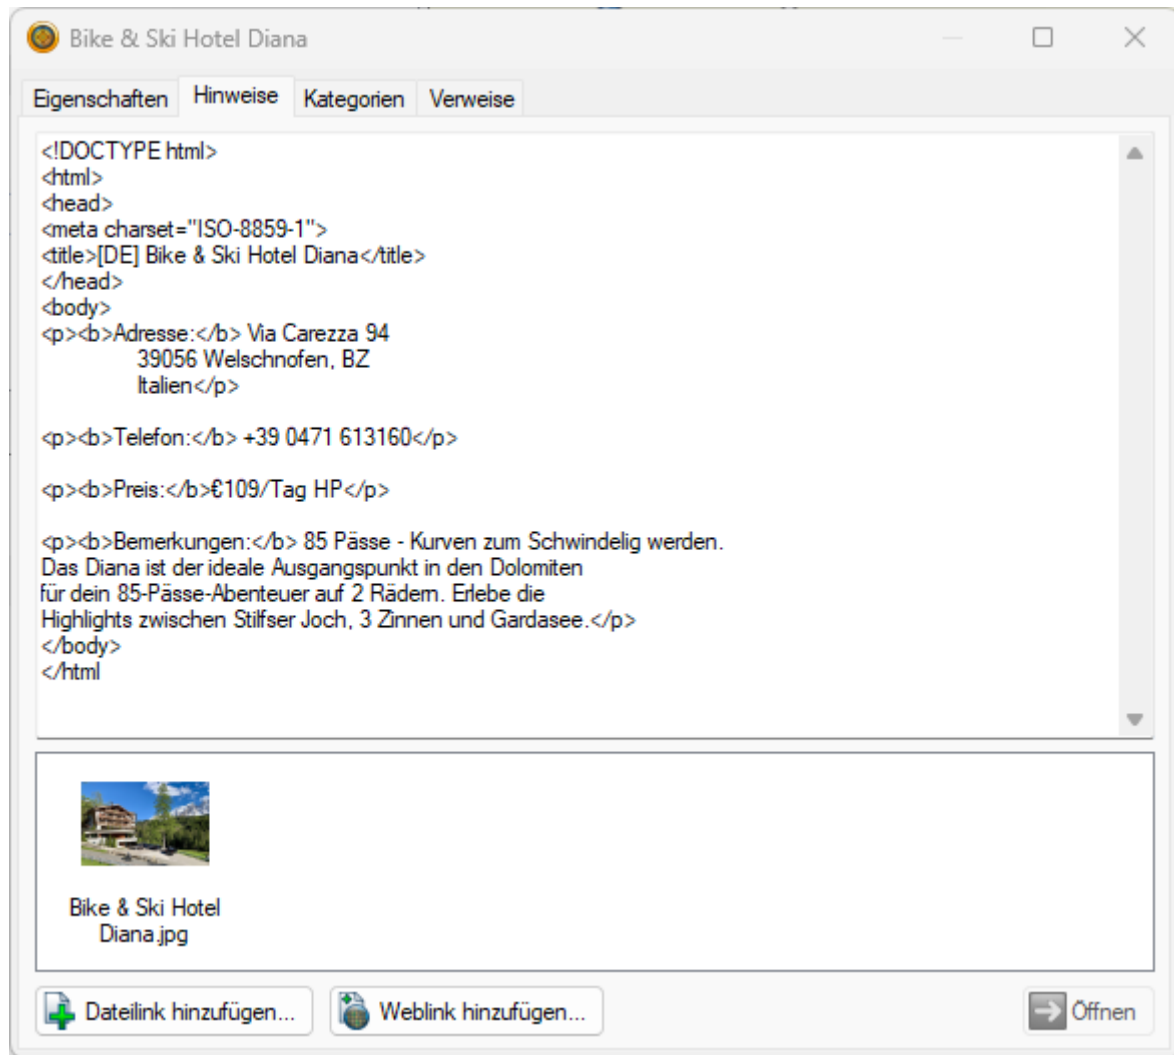 Bike & Ski Hotel Diana
Eigenschaften Hinweise Kategorien Verweise
<!DOCTYPE html>
<html>
<head>
<meta charset="ISO-8859-1">
<title>[DE] Bike & Ski Hotel Diana</title>
</head>
<body>
<p><b>Adresse:</b> Via Carezza 94
39056 Welschnofen, BZ
Italien</p>
<p><b>Telefon:</b> +39 0471 613160</p>
<p><b>Preis:</b>€109/Tag HP</p>
<p><b>Bemerkungen:</b> 85 Pässe - Kurven zum Schwindelig werden.
Das Diana ist der ideale Ausgangspunkt in den Dolomiten
für dein 85-Pässe-Abenteuer auf 2 Rädern. Erlebe die
Highlights zwischen Stilfser Joch, 3 Zinnen und Gardasee.</p>
</body>
</html
Bike & Ski Hotel
Diana.jpg
Dateilink hinzufügen... Weblink hinzufügen... Öffnen